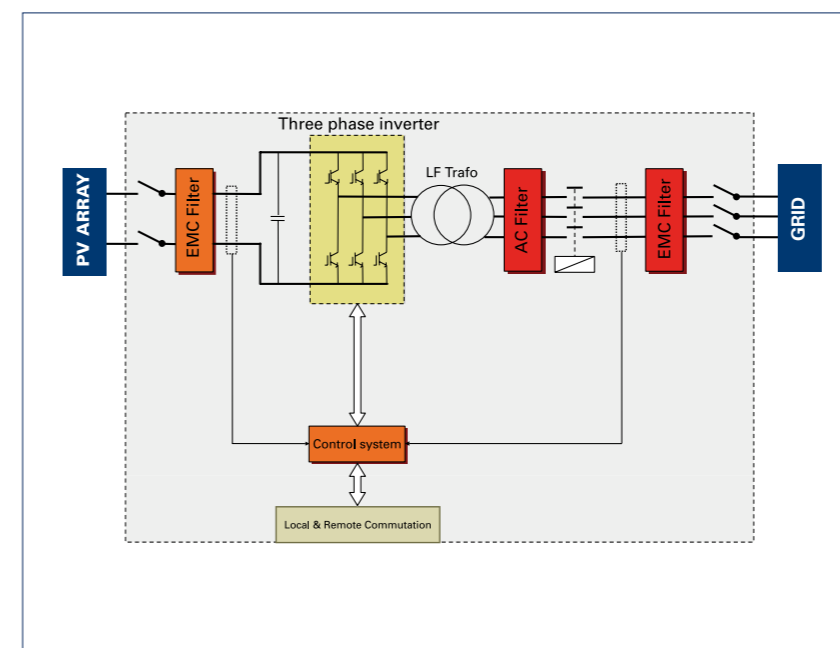 Three phase inverter
PV ARRAY
EMC Filter
LF Trafo
AC Filter
EMC Filter
GRID
Control system
Local & Remote Commutation